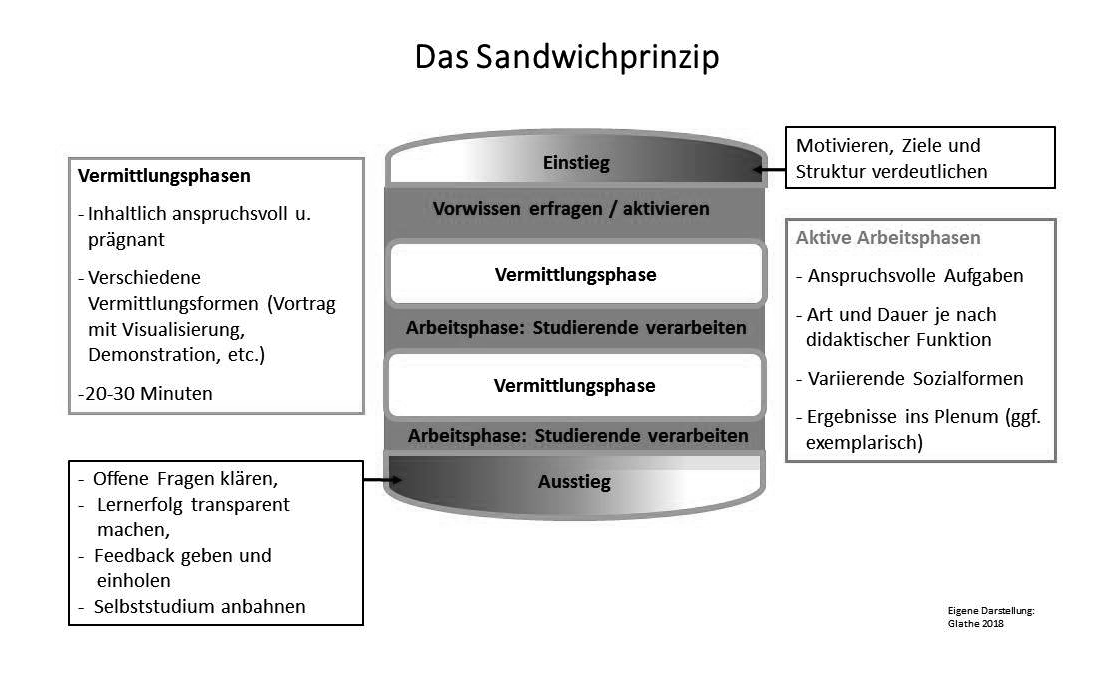 Das Sandwichprinzip
Vermittlungsphasen
- Inhaltlich anspruchsvoll u.
prägnant
- Verschiedene
Vermittlungsformen (Vortrag
mit Visualisierung,
Demonstration, etc.)
-20-30 Minuten
- Offene Fragen klären,
- Lernerfolg transparent
machen,
- Feedback geben und
einholen
- Selbststudium anbahnen
Einstieg
Vorwissen erfragen / aktivieren
Vermittlungsphase
Arbeitsphase: Studierende verarbeiten
Vermittlungsphase
Arbeitsphase: Studierende verarbeiten
Ausstieg
Motivieren, Ziele und
Struktur verdeutlichen
Aktive Arbeitsphasen
- Anspruchsvolle Aufgaben
- Art und Dauer je nach
didaktischer Funktion
- Variierende Sozialformen
- Ergebnisse ins Plenum (ggf.
exemplarisch)
Eigene Darstellung:
Glathe 2018